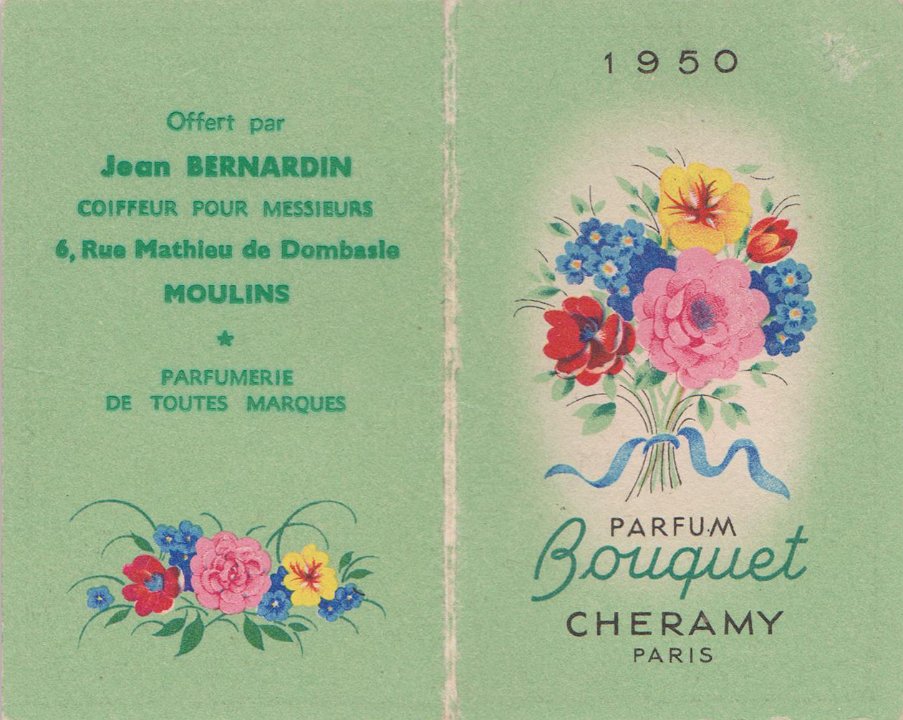 Offert par
Jean BERNARDIN
COIFFEUR POUR MESSIEURS
6, Rue Mathieu de Dombasle
MOULINS
PARFUMERIE
DE TOUTES MARQUES
1950
PARFUM
Bouquet
CHERAMY
PARIS